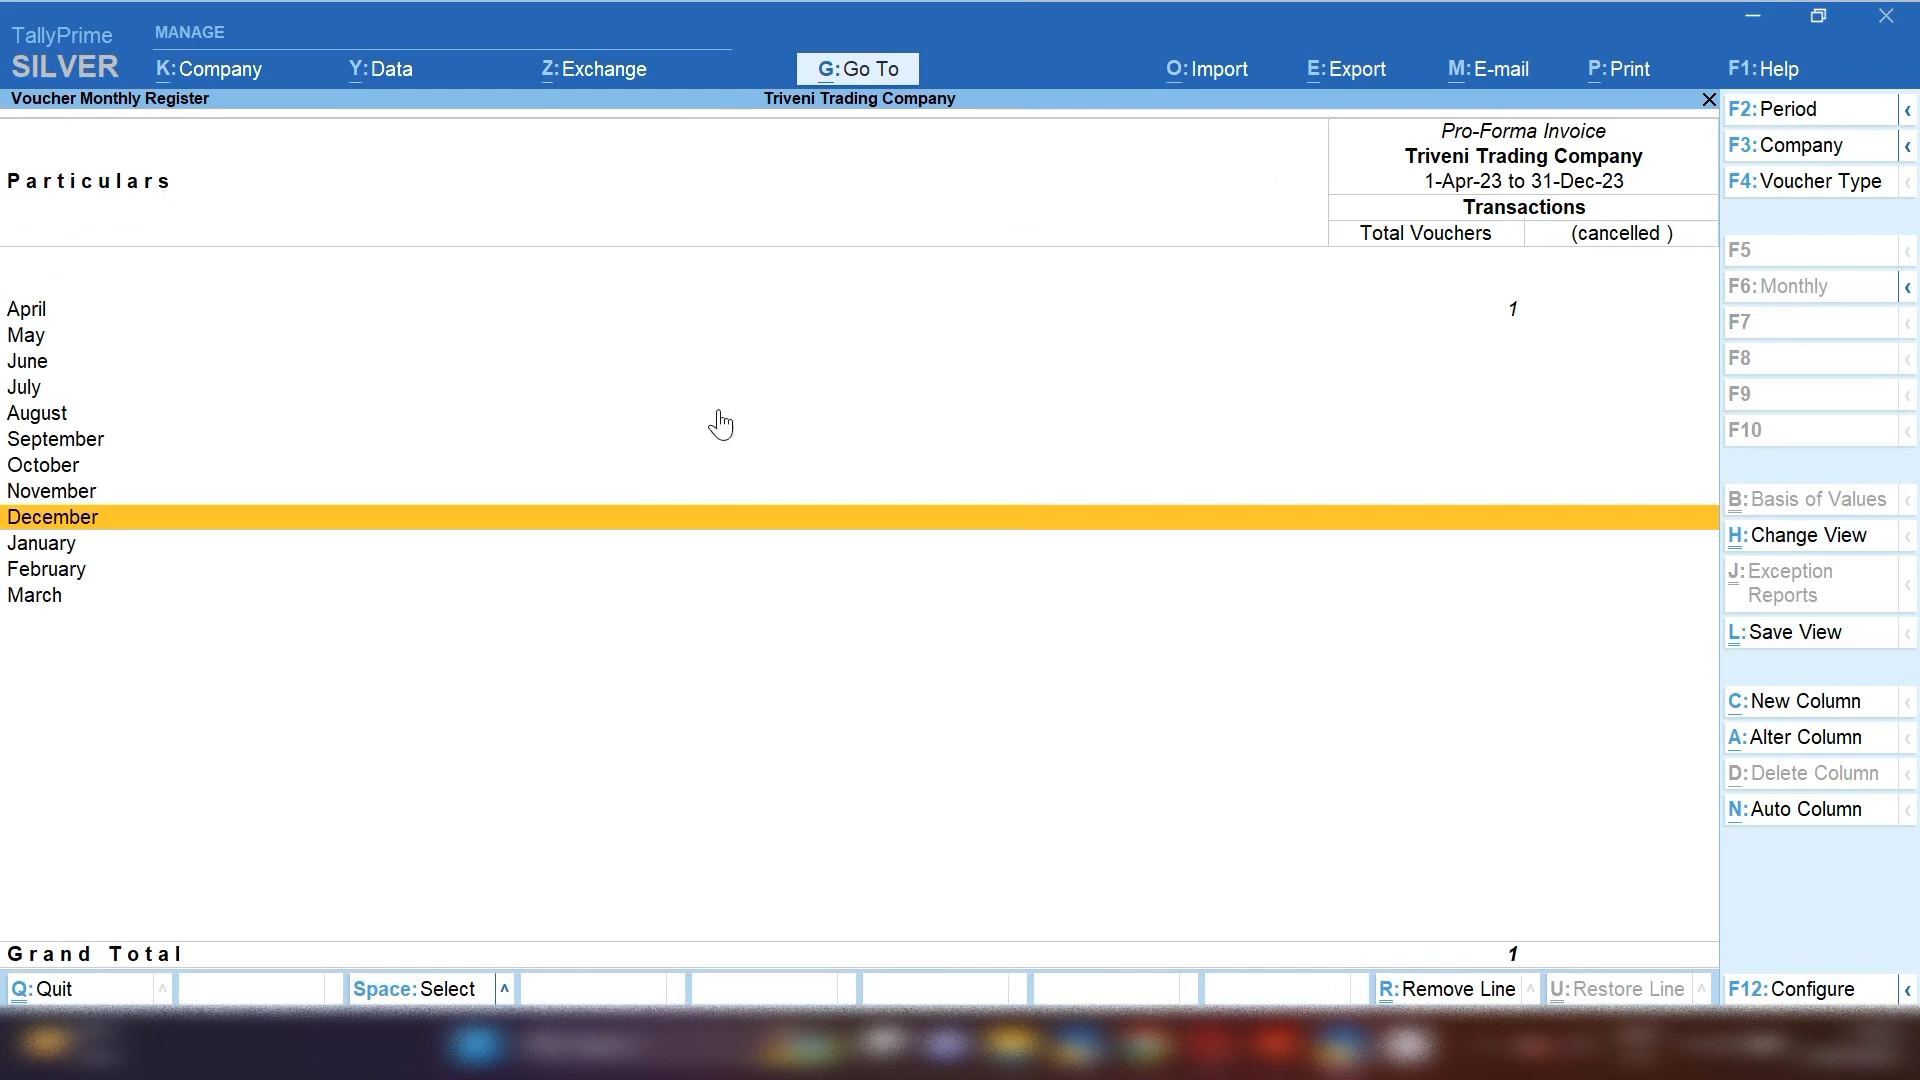 TallyPrime
SILVER
MANAGE
K:Company
Y:Data
Z:Exchange
G:Go To
O:Import
E:Export
M:E-mail
P:Print
F1:Help
Voucher Monthly Register
Triveni Trading Company
Particulars
Pro-Forma Invoice
Triveni Trading Company
1-Apr-23 to 31-Dec-23
Transactions
Total Vouchers
(cancelled )
April 1
May
June
July
August
September
October
November
December
January
February
March
Grand Total 1
F2:Period
F3:Company
F4:Voucher Type
F5
F6:Monthly
F7
F8
F9
F10
B:Basis of Values
H:Change View
J:Exception
Reports
L:Save View
C:New Column
A:Alter Column
D:Delete Column
N:Auto Column
Q:Quit
Space:Select
R:Remove Line
U:Restore Line
F12:Configure